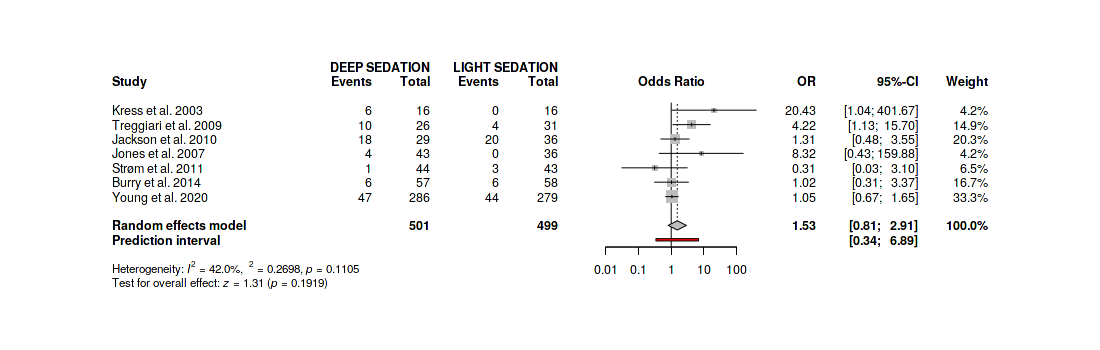 DEEP SEDATION LIGHT SEDATION
Study Events Total Events Total Odds Ratio OR 95%-CI Weight
Kress et al. 2003 6 16 0 16 20.43 [1.04; 401.67] 4.2%
Treggiari et al. 2009 10 26 4 31 4.22 [1.13; 15.70] 14.9%
Jackson et al. 2010 18 29 20 36 1.31 [0.48; 3.55] 20.3%
Jones et al. 2007 4 43 0 36 8.32 [0.43; 159.88] 4.2%
Strøm et al. 2011 1 44 3 43 0.31 [0.03; 3.10] 6.5%
Burry et al. 2014 6 57 6 58 1.02 [0.31; 3.37] 16.7%
Young et al. 2020 47 286 44 279 1.05 [0.67; 1.65] 33.3%
Random effects model 501 499 1.53 [0.81; 2.91] 100.0%
Prediction interval [0.34; 6.89]
Heterogeneity: I² = 42.0%, ² = 0.2698, p = 0.1105
Test for overall effect: z = 1.31 (p = 0.1919)
0.01 0.1 1 10 100